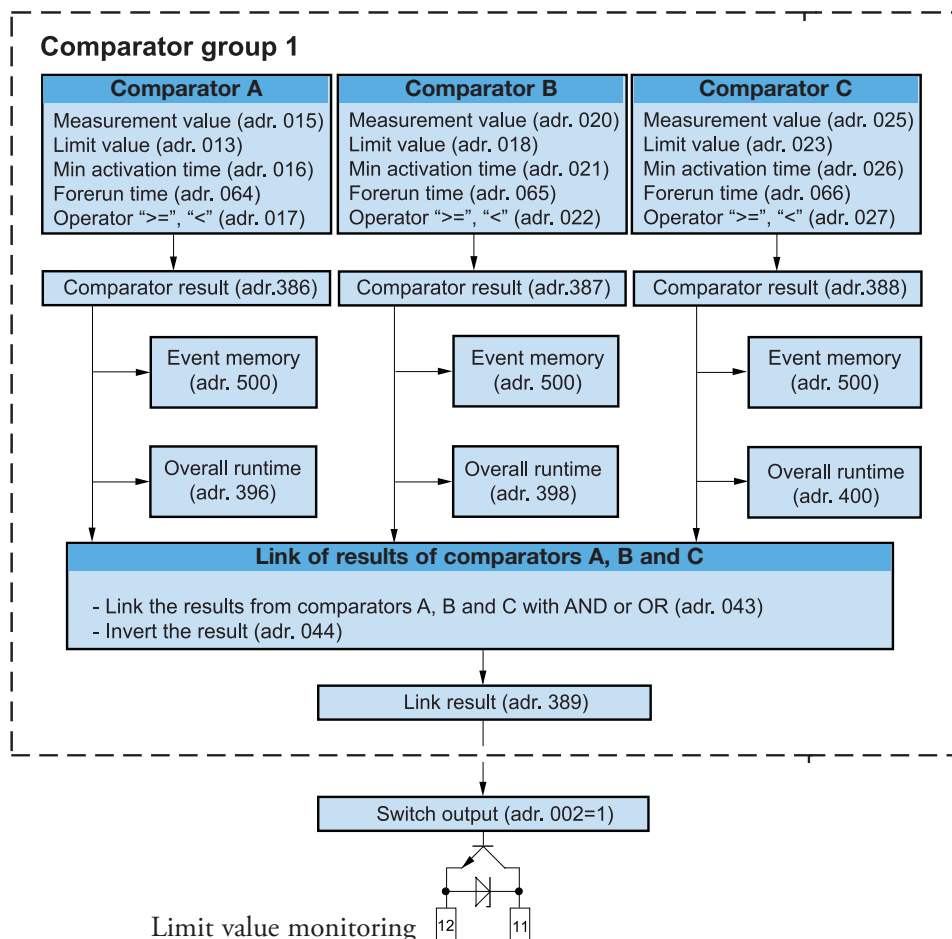 Comparator group 1
Comparator A
Measurement value (adr. 015)
Limit value (adr. 013)
Min activation time (adr. 016)
Forerun time (adr. 064)
Operator “>=”, “<” (adr. 017)
Comparator B
Measurement value (adr. 020)
Limit value (adr. 018)
Min activation time (adr. 021)
Forerun time (adr. 065)
Operator “>=”, “<” (adr. 022)
Comparator C
Measurement value (adr. 025)
Limit value (adr. 023)
Min activation time (adr. 026)
Forerun time (adr. 066)
Operator “>=”, “<” (adr. 027)
Comparator result (adr.386)
Comparator result (adr.387)
Comparator result (adr.388)
Event memory
(adr. 500)
Event memory
(adr. 500)
Event memory
(adr. 500)
Overall runtime
(adr. 396)
Overall runtime
(adr. 398)
Overall runtime
(adr. 400)
Link of results of comparators A, B and C
- Link the results from comparators A, B and C with AND or OR (adr. 043)
- Invert the result (adr. 044)
Link result (adr. 389)
Switch output (adr. 002=1)
Limit value monitoring
12
11